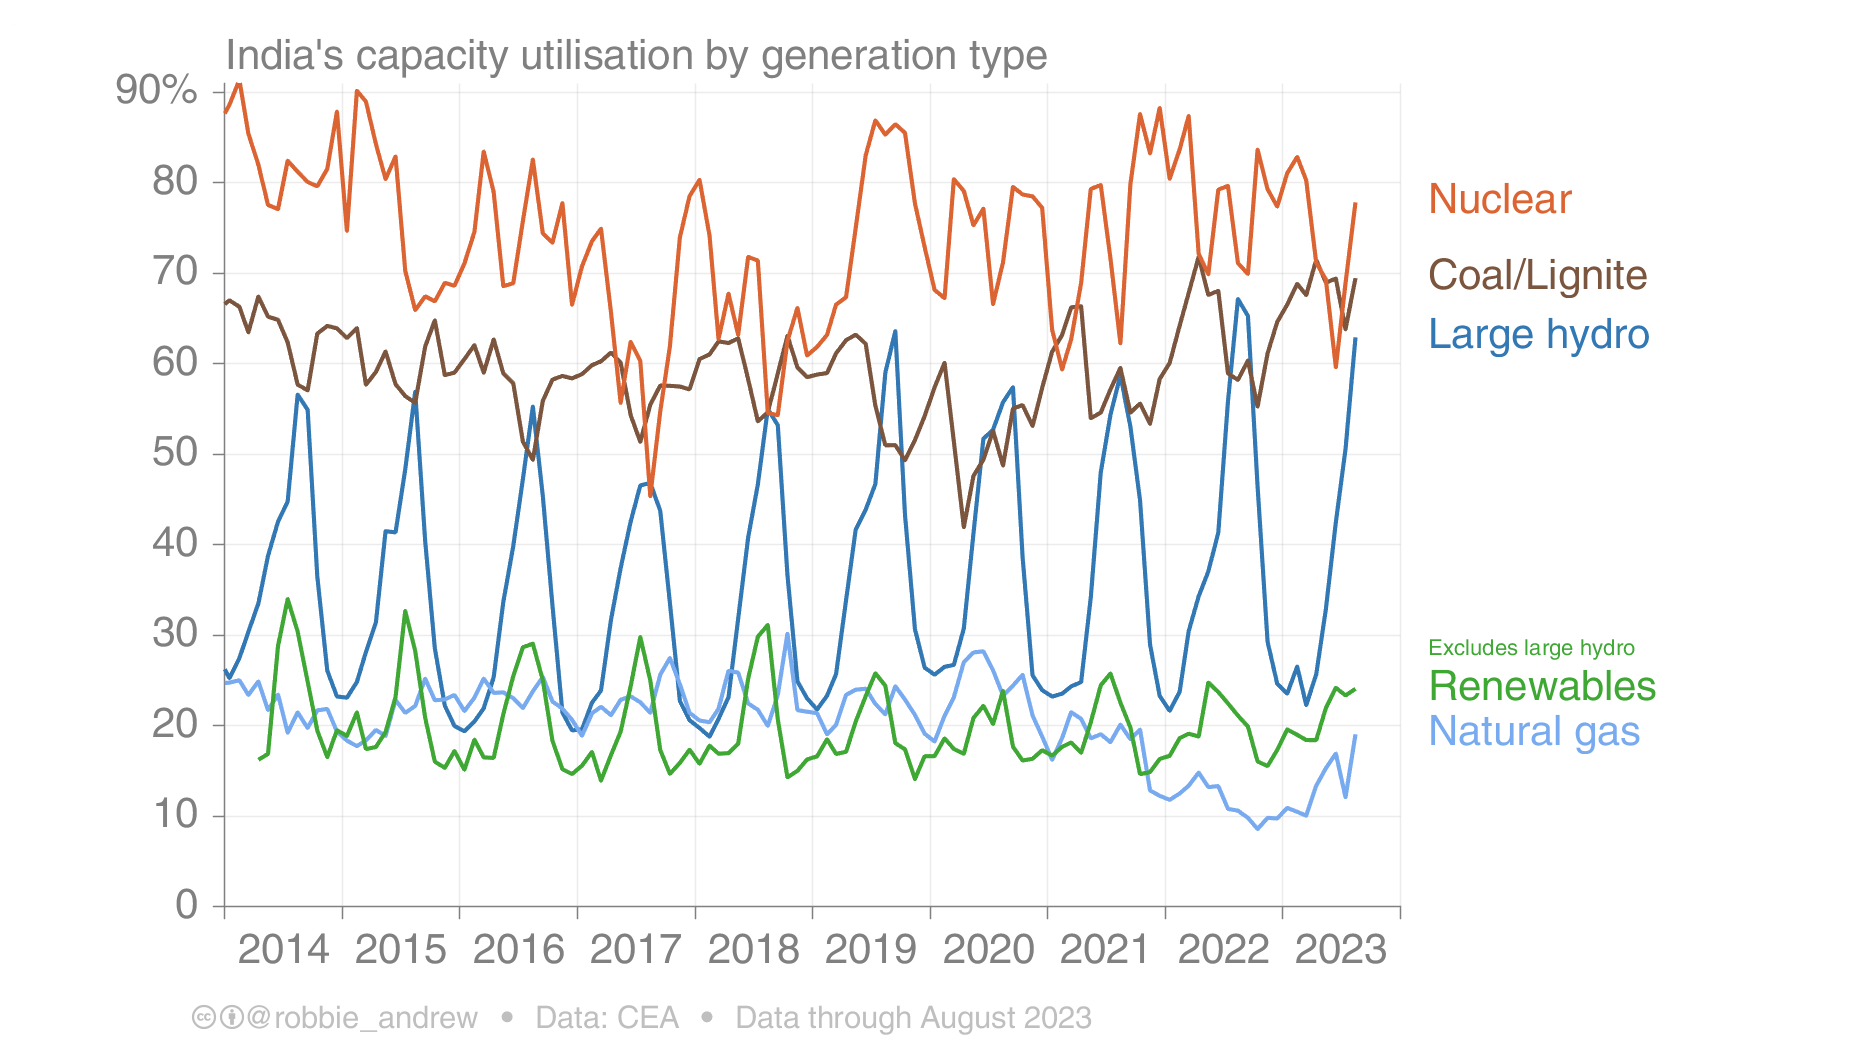 India's capacity utilisation by generation type
90%
80
70
60
50
40
30
20
10
0
Nuclear
Coal/Lignite
Large hydro
Excludes large hydro
Renewables
Natural gas
2014 2015 2016 2017 2018 2019 2020 2021 2022 2023
cc @robbie_andrew • Data: CEA • Data through August 2023